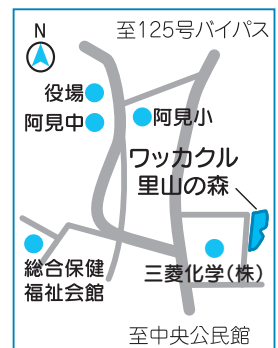 N
至125号バイパス
役場
阿見中
阿見小
ワッカクル
里山の森
総合保健
福祉会館
三菱化学(株)
至中央公民館